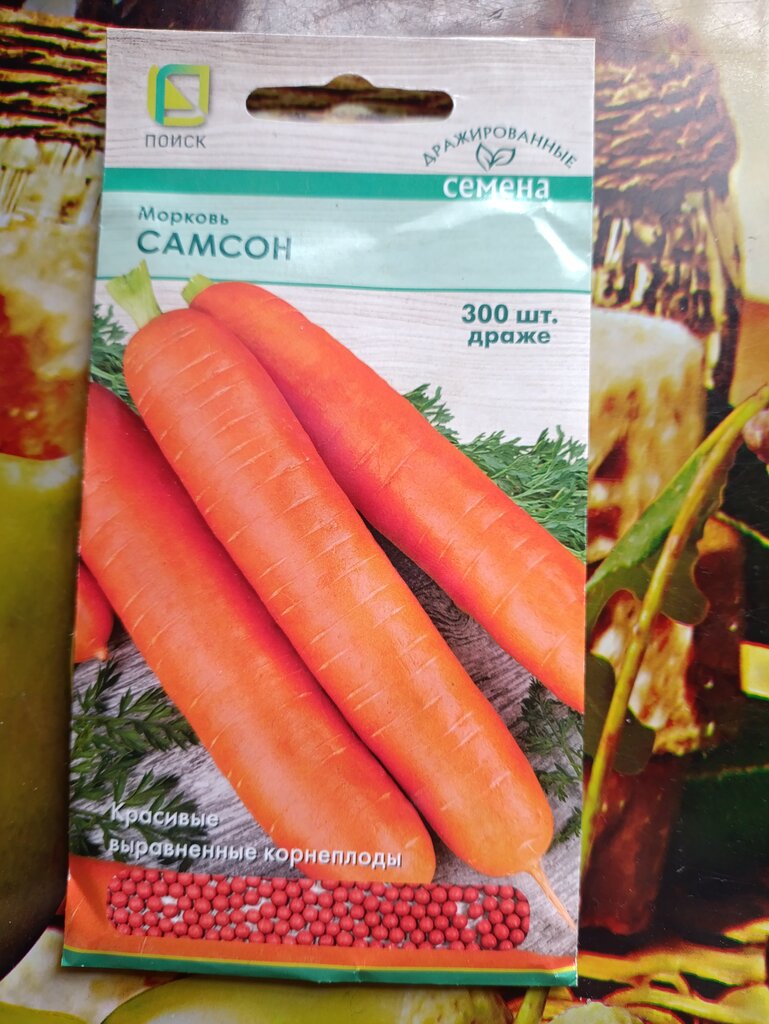 ПОИСК
ДРАЖИРОВАННЫЕ
семена
Морковь
САМСОН
300 шт.
драже
Красивые
выравненные корнеплоды